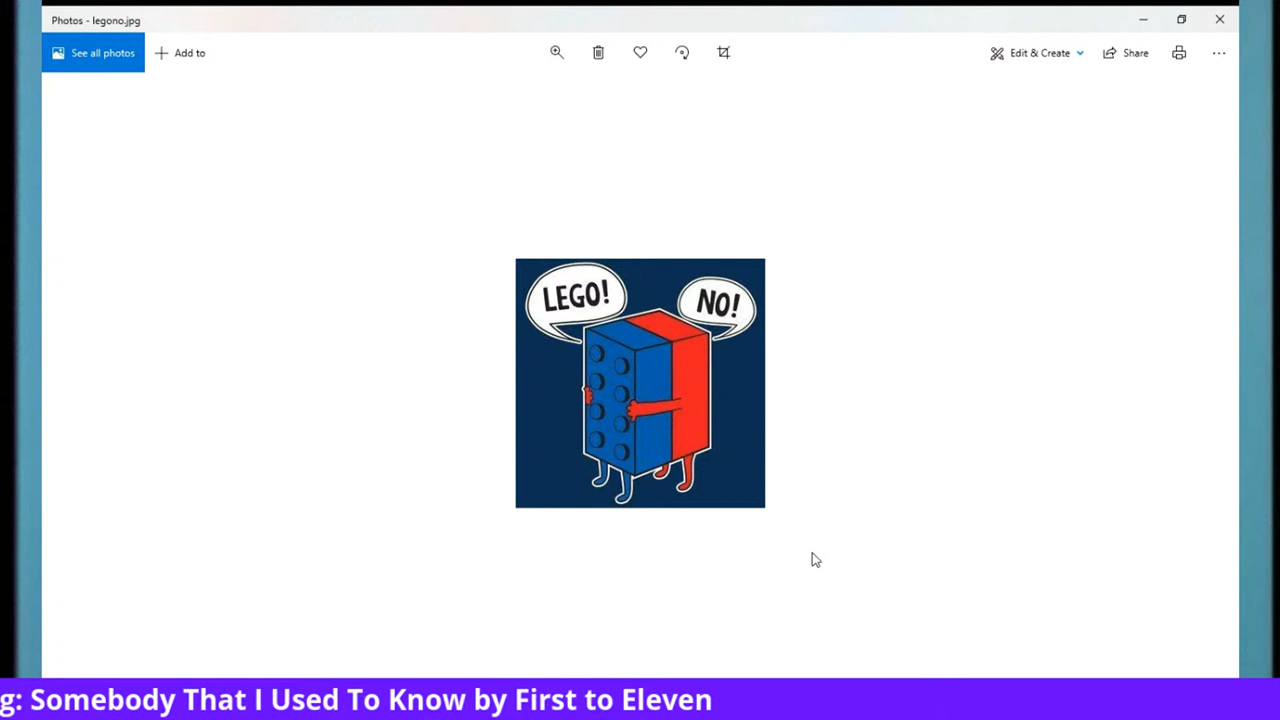 Photos - legono.jpg
See all photos
Add to
Edit & Create
Share
LEGO!
NO!
g: Somebody That I Used To Know by First to Eleven